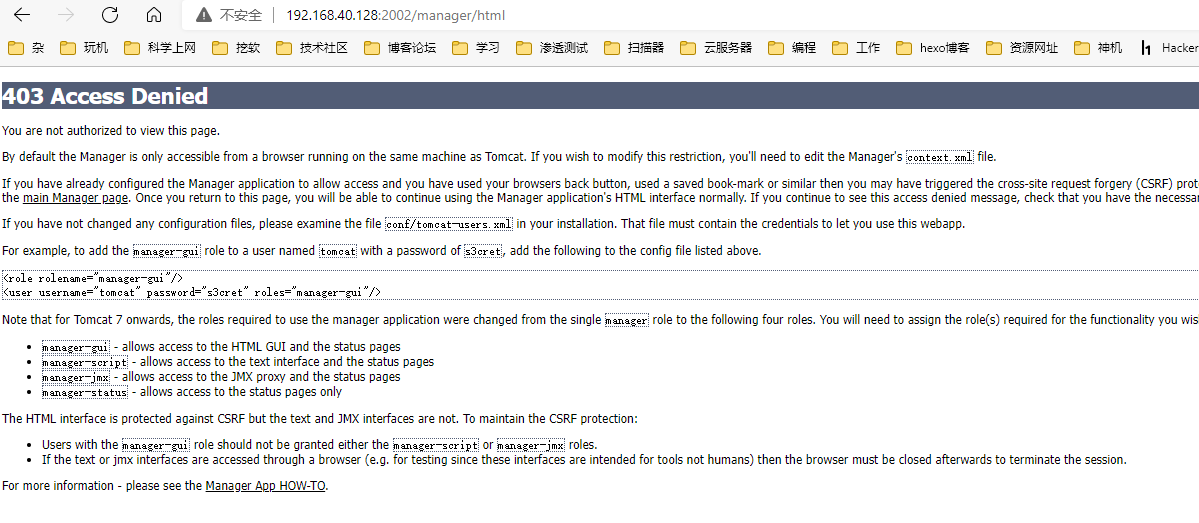 不安全 192.168.40.128:2002/manager/html
杂 玩机 科学上网 挖软 技术社区 博客论坛 学习 渗透测试 扫描器 云服务器 编程 工作 hexo博客 资源网址 神机 Hacker
403 Access Denied
You are not authorized to view this page.
By default the Manager is only accessible from a browser running on the same machine as Tomcat. If you wish to modify this restriction, you'll need to edit the Manager's context.xml file.
If you have already configured the Manager application to allow access and you have used your browsers back button, used a saved book-mark or similar then you may have triggered the cross-site request forgery (CSRF) prot
the main Manager page. Once you return to this page, you will be able to continue using the Manager application's HTML interface normally. If you continue to see this access denied message, check that you have the necessa
If you have not changed any configuration files, please examine the file conf/tomcat-users.xml in your installation. That file must contain the credentials to let you use this webapp.
For example, to add the manager-gui role to a user named tomcat with a password of s3cret, add the following to the config file listed above.
<role rolename="manager-gui"/>
<user username="tomcat" password="s3cret" roles="manager-gui"/>
Note that for Tomcat 7 onwards, the roles required to use the manager application were changed from the single manager role to the following four roles. You will need to assign the role(s) required for the functionality you wis
manager-gui - allows access to the HTML GUI and the status pages
manager-script - allows access to the text interface and the status pages
manager-jmx - allows access to the JMX proxy and the status pages
manager-status - allows access to the status pages only
The HTML interface is protected against CSRF but the text and JMX interfaces are not. To maintain the CSRF protection:
Users with the manager-gui role should not be granted either the manager-script or manager-jmx roles.
If the text or jmx interfaces are accessed through a browser (e.g. for testing since these interfaces are intended for tools not humans) then the browser must be closed afterwards to terminate the session.
For more information - please see the Manager App HOW-TO.